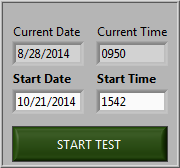 Current Date Current Time
8/28/2014 0950
Start Date Start Time
10/21/2014 1542
START TEST